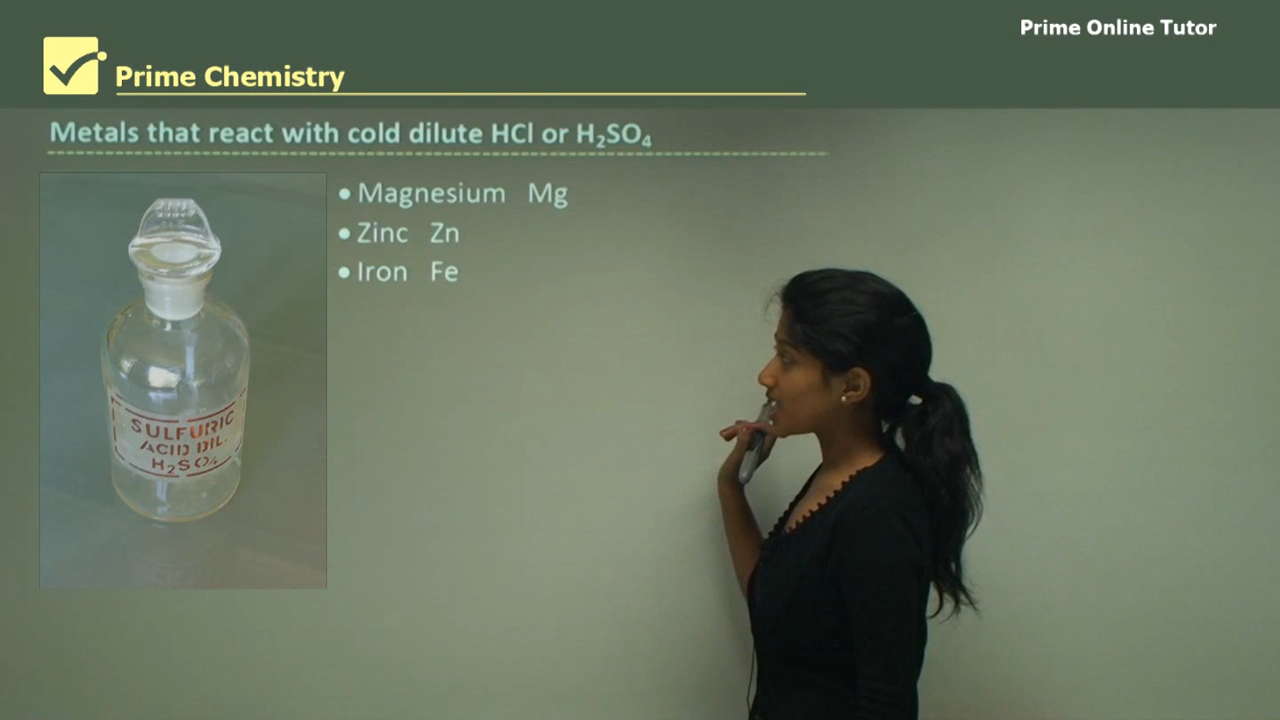 Prime Online Tutor
Prime Chemistry
Metals that react with cold dilute HCl or H₂SO₄
• Magnesium Mg
• Zinc Zn
• Iron Fe
SULFURIC
ACID DIL.
H₂SO₄